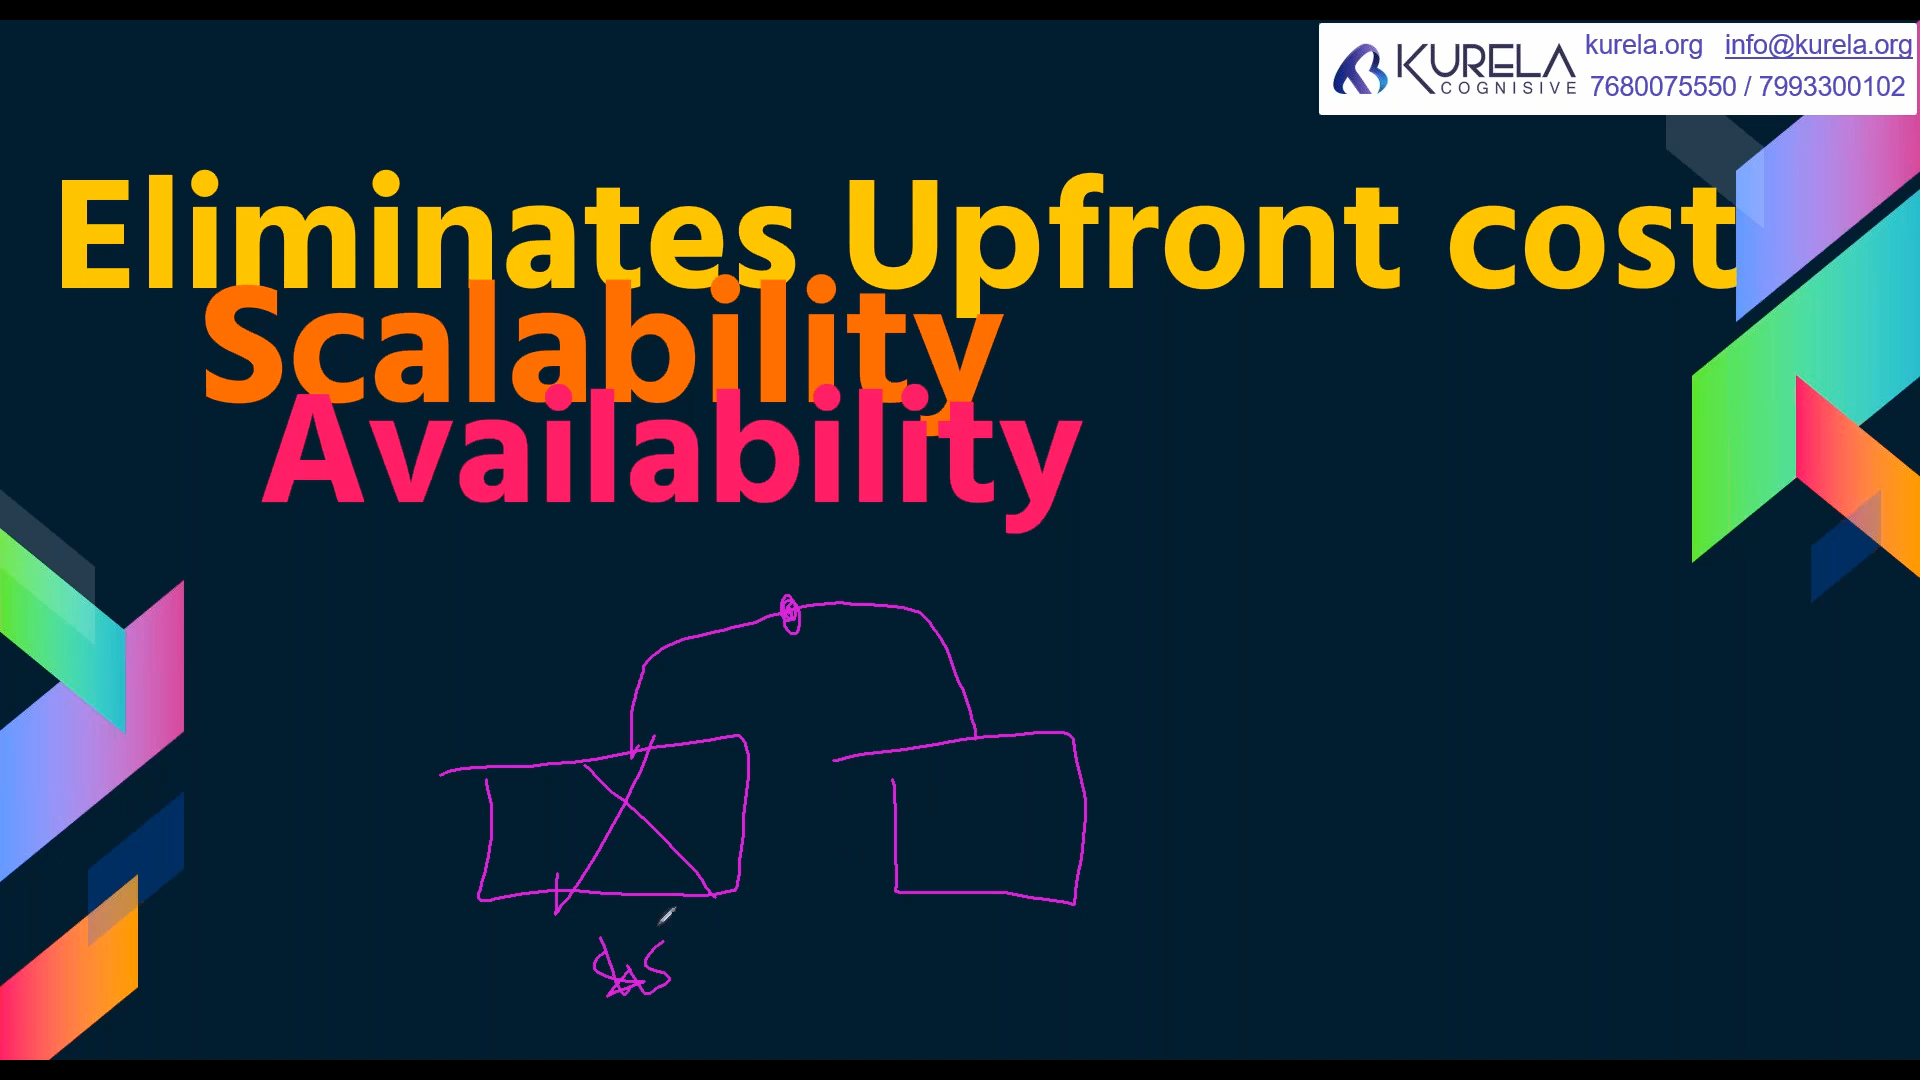 KURELA
COGNISIVE
kurela.org info@kurela.org
7680075550 / 7993300102
Eliminates Upfront cost
Scalability
Availability